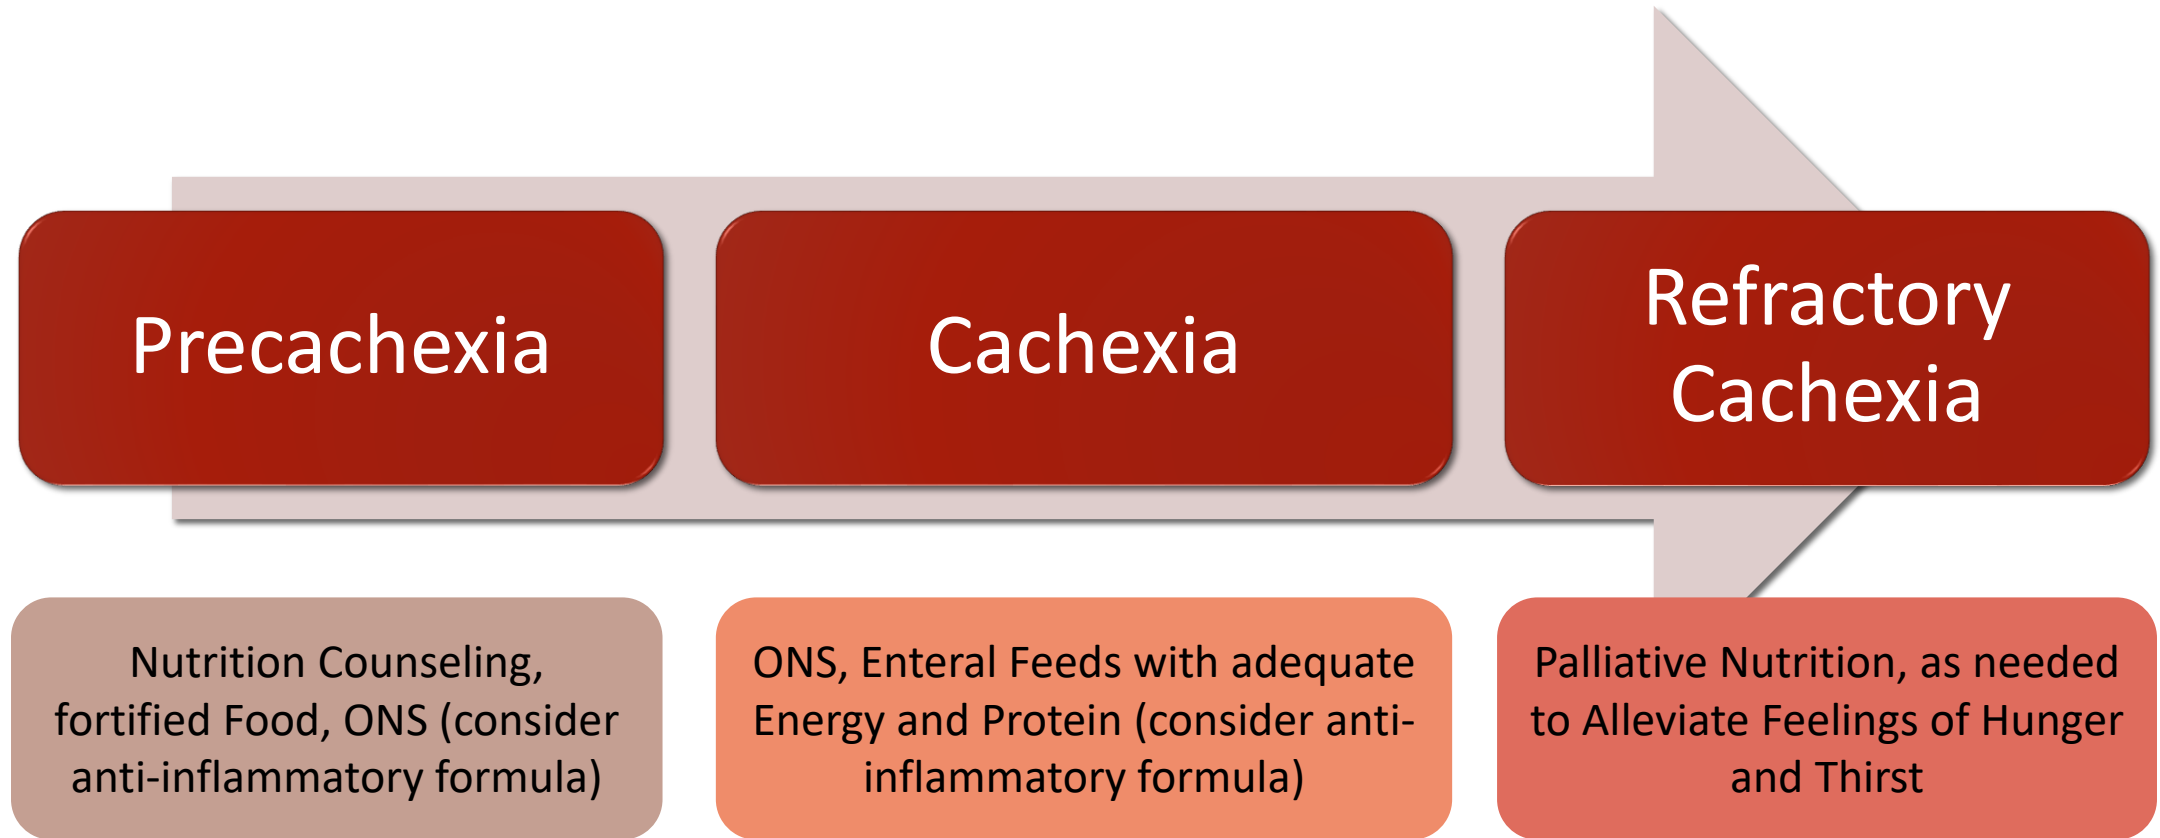 Precachexia
Cachexia
Refractory
Cachexia
Nutrition Counseling,
fortified Food, ONS (consider
anti-inflammatory formula)
ONS, Enteral Feeds with adequate
Energy and Protein (consider anti-
inflammatory formula)
Palliative Nutrition, as needed
to Alleviate Feelings of Hunger
and Thirst